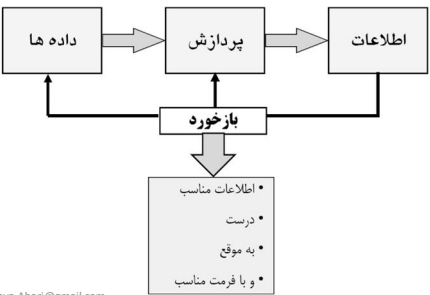 داده ها
پردازش
اطلاعات
بازخورد
• اطلاعات مناسب
• درست
• به موقع
• و با فرمت مناسب